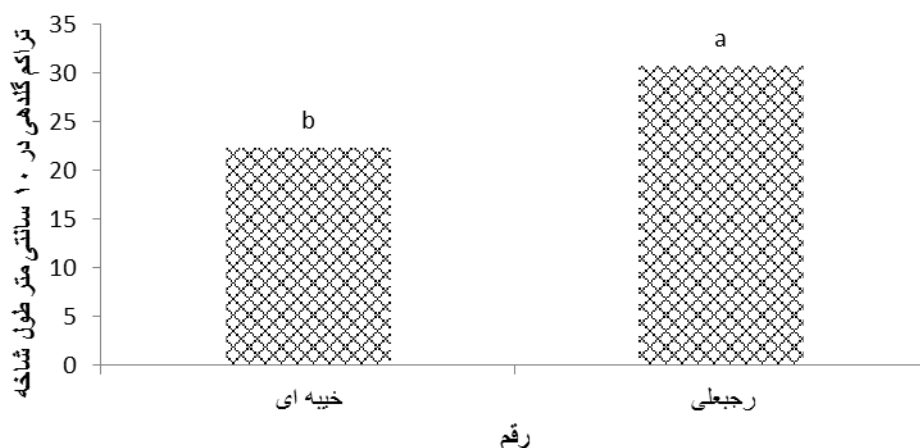 تراکم گلدهی در ۱۰ سانتی متر طول شاخه
35
30
25
20
15
10
5
0
b
a
خیبه ای
رجبعلی
رقم